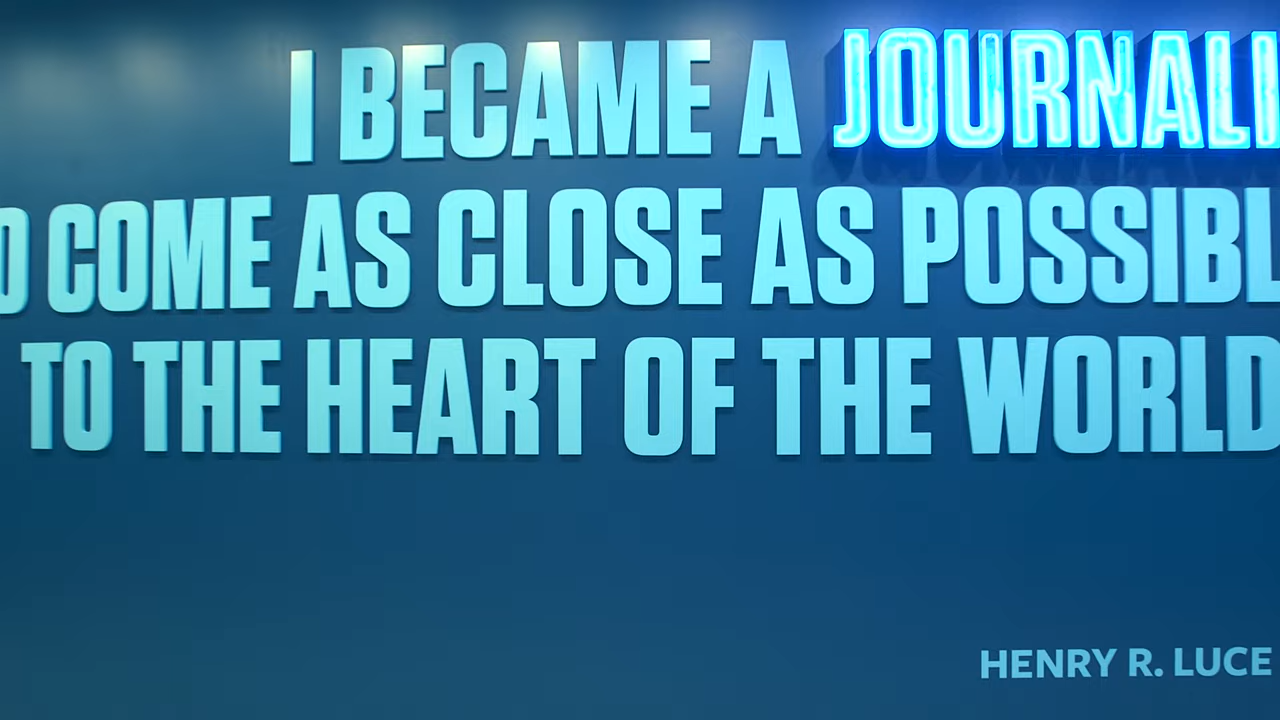 I BECAME A JOURNALI
O COME AS CLOSE AS POSSIBL
TO THE HEART OF THE WORLD
HENRY R. LUCE